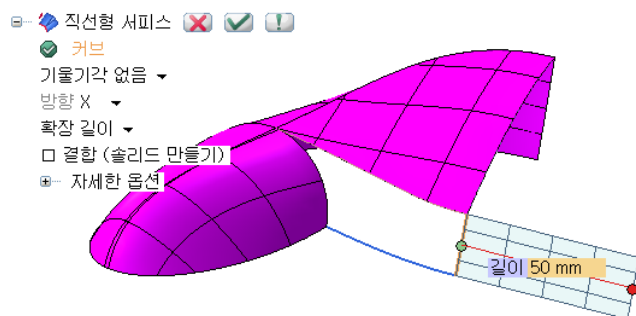 직선형 서피스
커브
기울기각 없음
방향 X
확장 길이
결합 (솔리드 만들기)
자세한 옵션
길이 50 mm